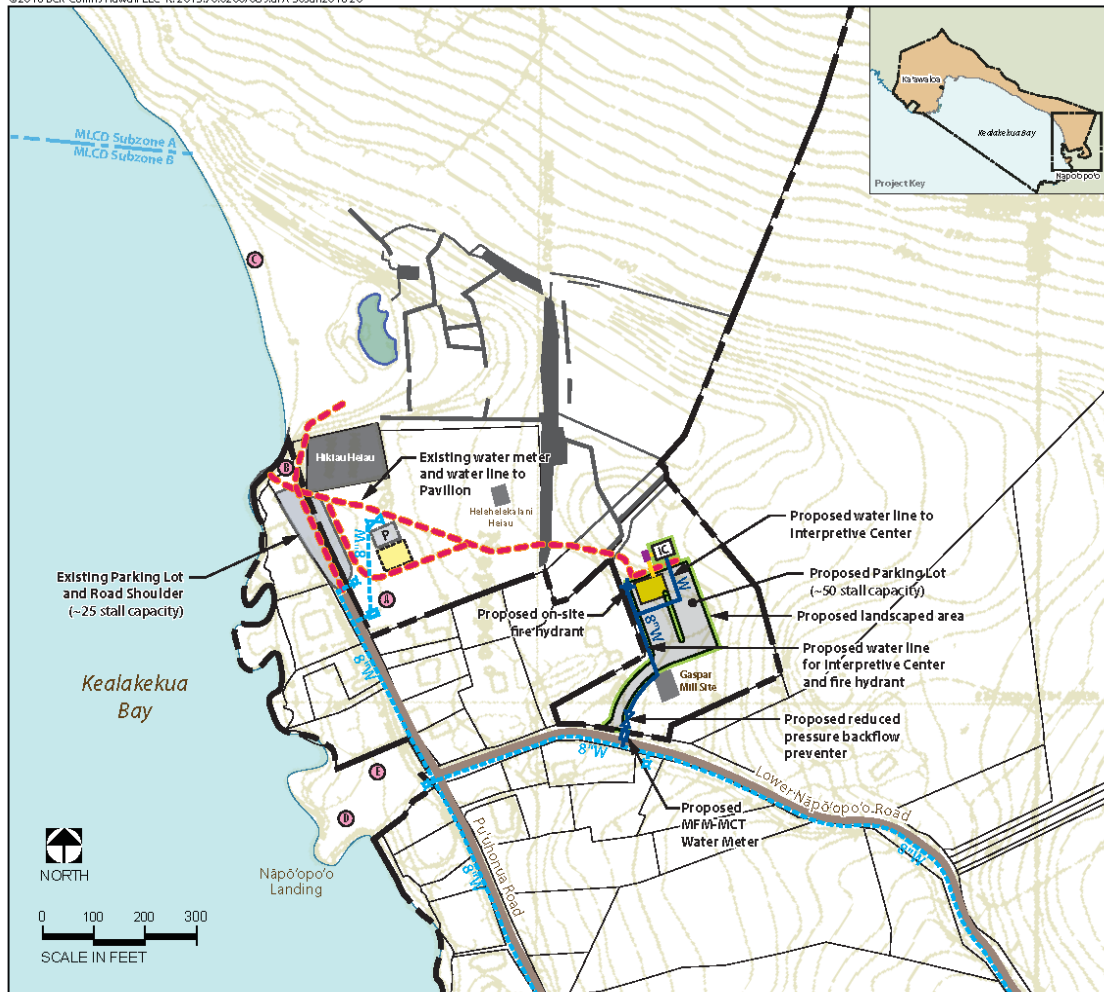 MLCD Subzone A
MLCD Subzone B
Ka'awaloa
Kealakekua Bay
Nāpō'opo'o
Project Key
C
Hikiau Heiau
B
Existing water meter
and water line to
Pavilion
Helehelekalani
Heiau
P
8"W
A
Existing Parking Lot
and Road Shoulder
(~25 stall capacity)
Proposed water line to
Interpretive Center
IC
Proposed Parking Lot
(~50 stall capacity)
Proposed on-site
fire hydrant
W
8"W
Proposed landscaped area
Proposed water line
for Interpretive Center
and fire hydrant
Gaspar
Mill Site
Proposed reduced
pressure backflow
preventer
Kealakekua
Bay
8"W
8"W
Lower Nāpō'opo'o Road
E
D
Proposed
MFM-MCT
Water Meter
Pu'uhonua Road
8"W
8"W
Nāpō'opo'o
Landing
NORTH
0 100 200 300
SCALE IN FEET